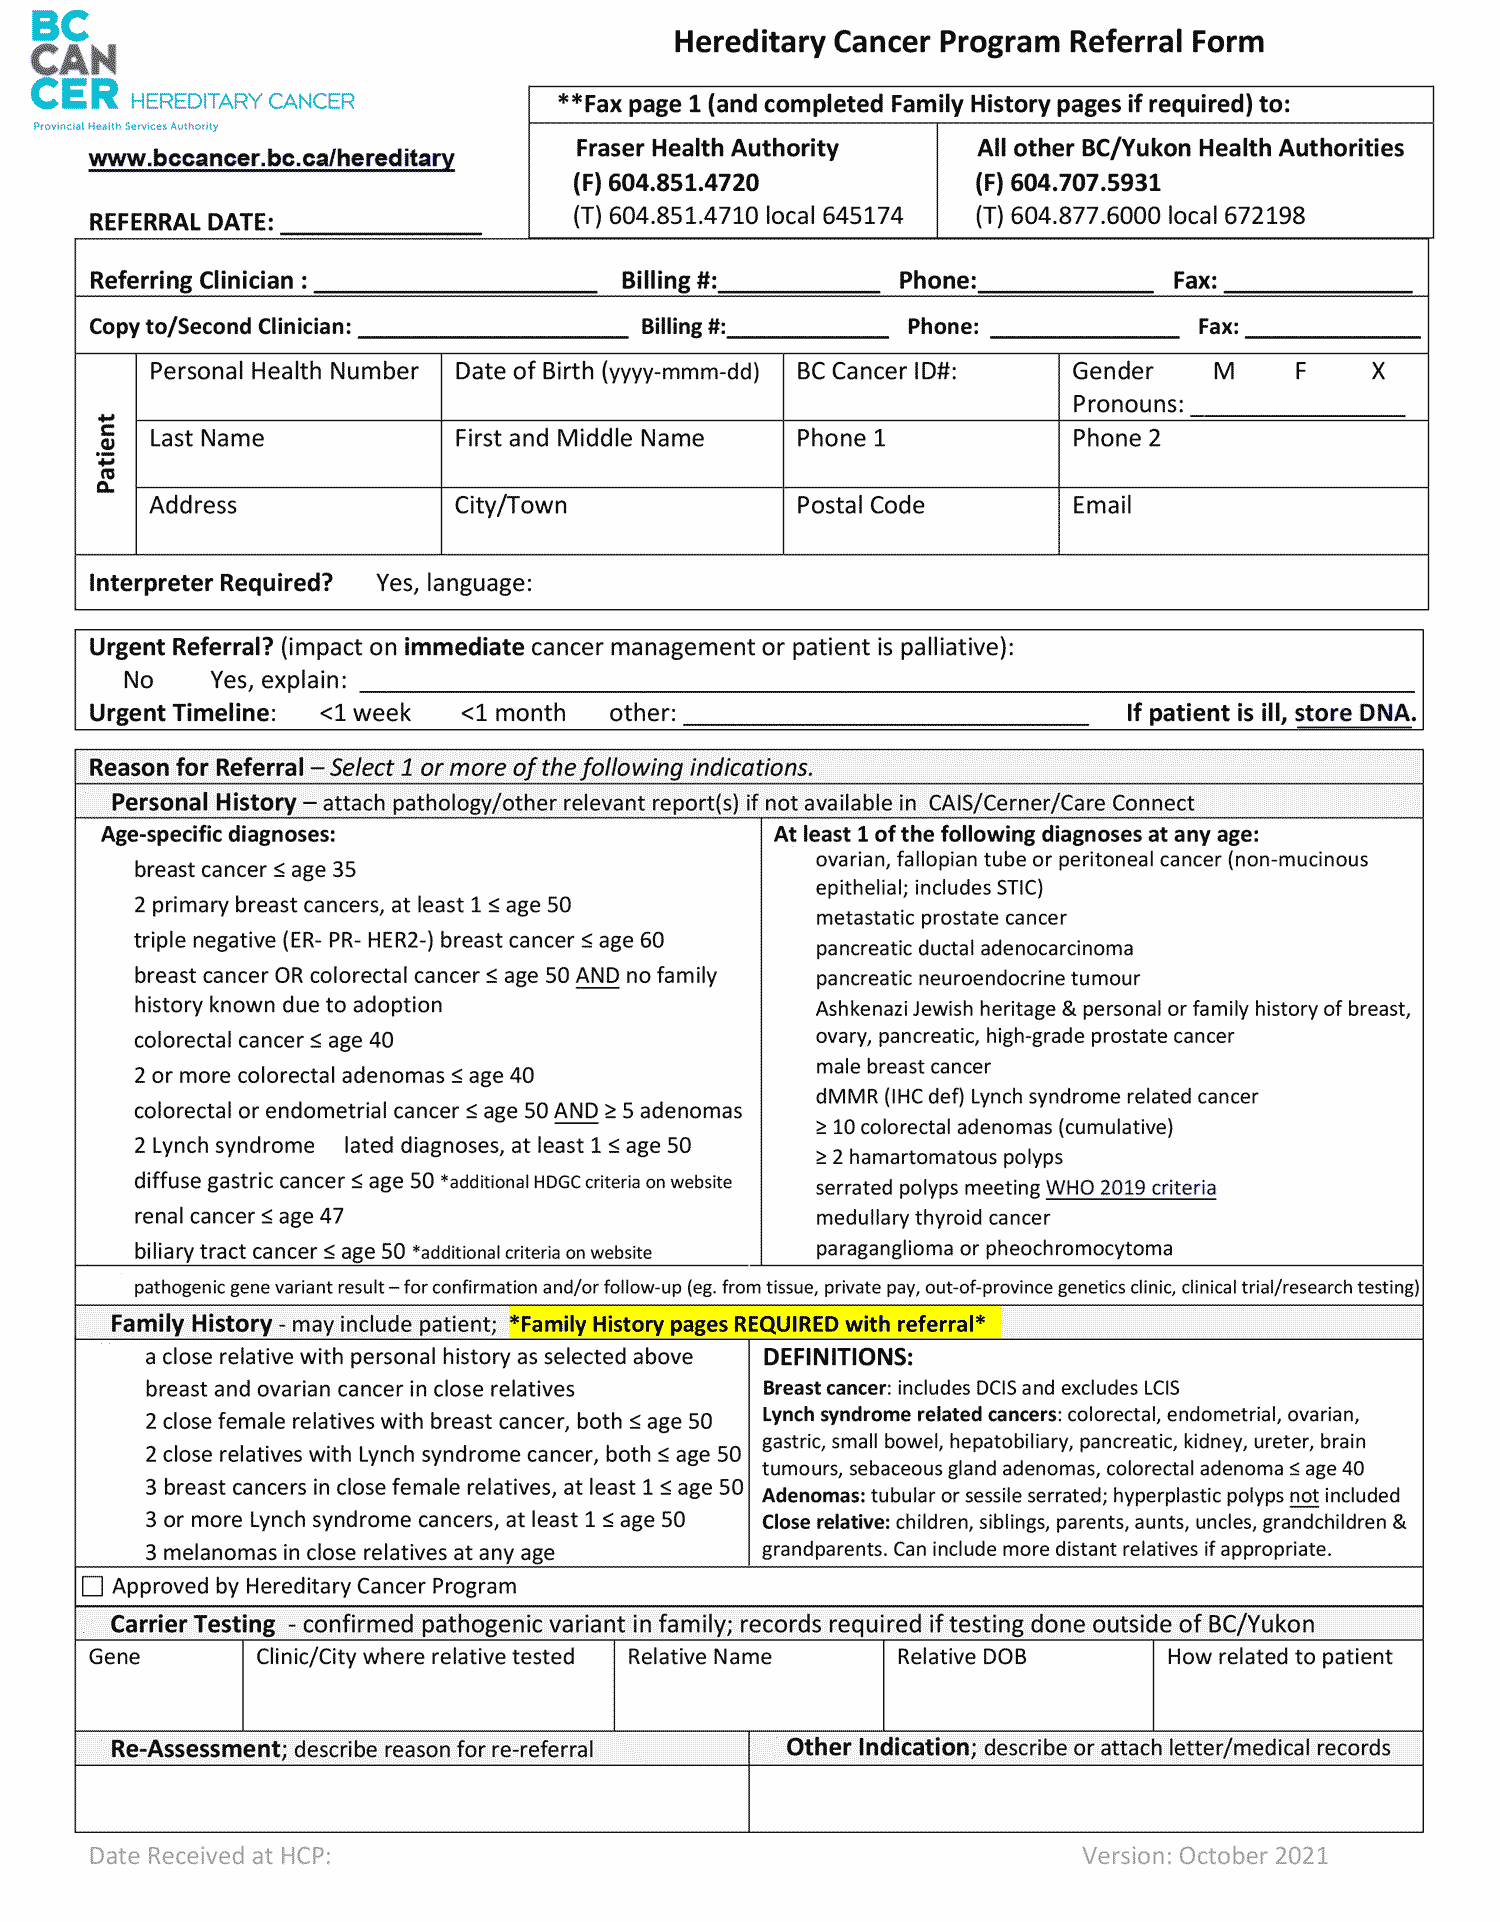 BC
CAN
CER HEREDITARY CANCER
Provincial Health Services Authority
www.bccancer.bc.ca/hereditary
Hereditary Cancer Program Referral Form
**Fax page 1 (and completed Family History pages if required) to:
Fraser Health Authority
(F) 604.851.4720
(T) 604.851.4710 local 645174
All other BC/Yukon Health Authorities
(F) 604.707.5931
(T) 604.877.6000 local 672198
REFERRAL DATE: _______________
Referring Clinician : _____________________ Billing #:____________ Phone:_____________ Fax: ______________
Copy to/Second Clinician: ____________________ Billing #:__________ Phone: ______________ Fax: _____________
Patient
Personal Health Number Date of Birth (yyyy-mmm-dd) BC Cancer ID#: Gender M F X
Pronouns: ________________
Last Name First and Middle Name Phone 1 Phone 2
Address City/Town Postal Code Email
Interpreter Required? Yes, language:
Urgent Referral? (impact on immediate cancer management or patient is palliative):
No Yes, explain: ______________________________________________________________
Urgent Timeline: <1 week <1 month other: ______________________________ If patient is ill, store DNA.
Reason for Referral – Select 1 or more of the following indications.
Personal History – attach pathology/other relevant report(s) if not available in CAIS/Cerner/Care Connect
Age-specific diagnoses:
breast cancer ≤ age 35
2 primary breast cancers, at least 1 ≤ age 50
triple negative (ER- PR- HER2-) breast cancer ≤ age 60
breast cancer OR colorectal cancer ≤ age 50 AND no family
history known due to adoption
colorectal cancer ≤ age 40
2 or more colorectal adenomas ≤ age 40
colorectal or endometrial cancer ≤ age 50 AND ≥ 5 adenomas
2 Lynch syndrome lated diagnoses, at least 1 ≤ age 50
diffuse gastric cancer ≤ age 50 *additional HDGC criteria on website
renal cancer ≤ age 47
biliary tract cancer ≤ age 50 *additional criteria on website
At least 1 of the following diagnoses at any age:
ovarian, fallopian tube or peritoneal cancer (non-mucinous
epithelial; includes STIC)
metastatic prostate cancer
pancreatic ductal adenocarcinoma
pancreatic neuroendocrine tumour
Ashkenazi Jewish heritage & personal or family history of breast,
ovary, pancreatic, high-grade prostate cancer
male breast cancer
dMMR (IHC def) Lynch syndrome related cancer
≥ 10 colorectal adenomas (cumulative)
≥ 2 hamartomatous polyps
serrated polyps meeting WHO 2019 criteria
medullary thyroid cancer
paraganglioma or pheochromocytoma
pathogenic gene variant result – for confirmation and/or follow-up (eg. from tissue, private pay, out-of-province genetics clinic, clinical trial/research testing)
Family History - may include patient; *Family History pages REQUIRED with referral*
a close relative with personal history as selected above
breast and ovarian cancer in close relatives
2 close female relatives with breast cancer, both ≤ age 50
2 close relatives with Lynch syndrome cancer, both ≤ age 50
3 breast cancers in close female relatives, at least 1 ≤ age 50
3 or more Lynch syndrome cancers, at least 1 ≤ age 50
3 melanomas in close relatives at any age
DEFINITIONS:
Breast cancer: includes DCIS and excludes LCIS
Lynch syndrome related cancers: colorectal, endometrial, ovarian,
gastric, small bowel, hepatobiliary, pancreatic, kidney, ureter, brain
tumours, sebaceous gland adenomas, colorectal adenoma ≤ age 40
Adenomas: tubular or sessile serrated; hyperplastic polyps not included
Close relative: children, siblings, parents, aunts, uncles, grandchildren &
grandparents. Can include more distant relatives if appropriate.
☐ Approved by Hereditary Cancer Program
Carrier Testing - confirmed pathogenic variant in family; records required if testing done outside of BC/Yukon
Gene Clinic/City where relative tested Relative Name Relative DOB How related to patient
Re-Assessment; describe reason for re-referral Other Indication; describe or attach letter/medical records
Date Received at HCP: Version: October 2021